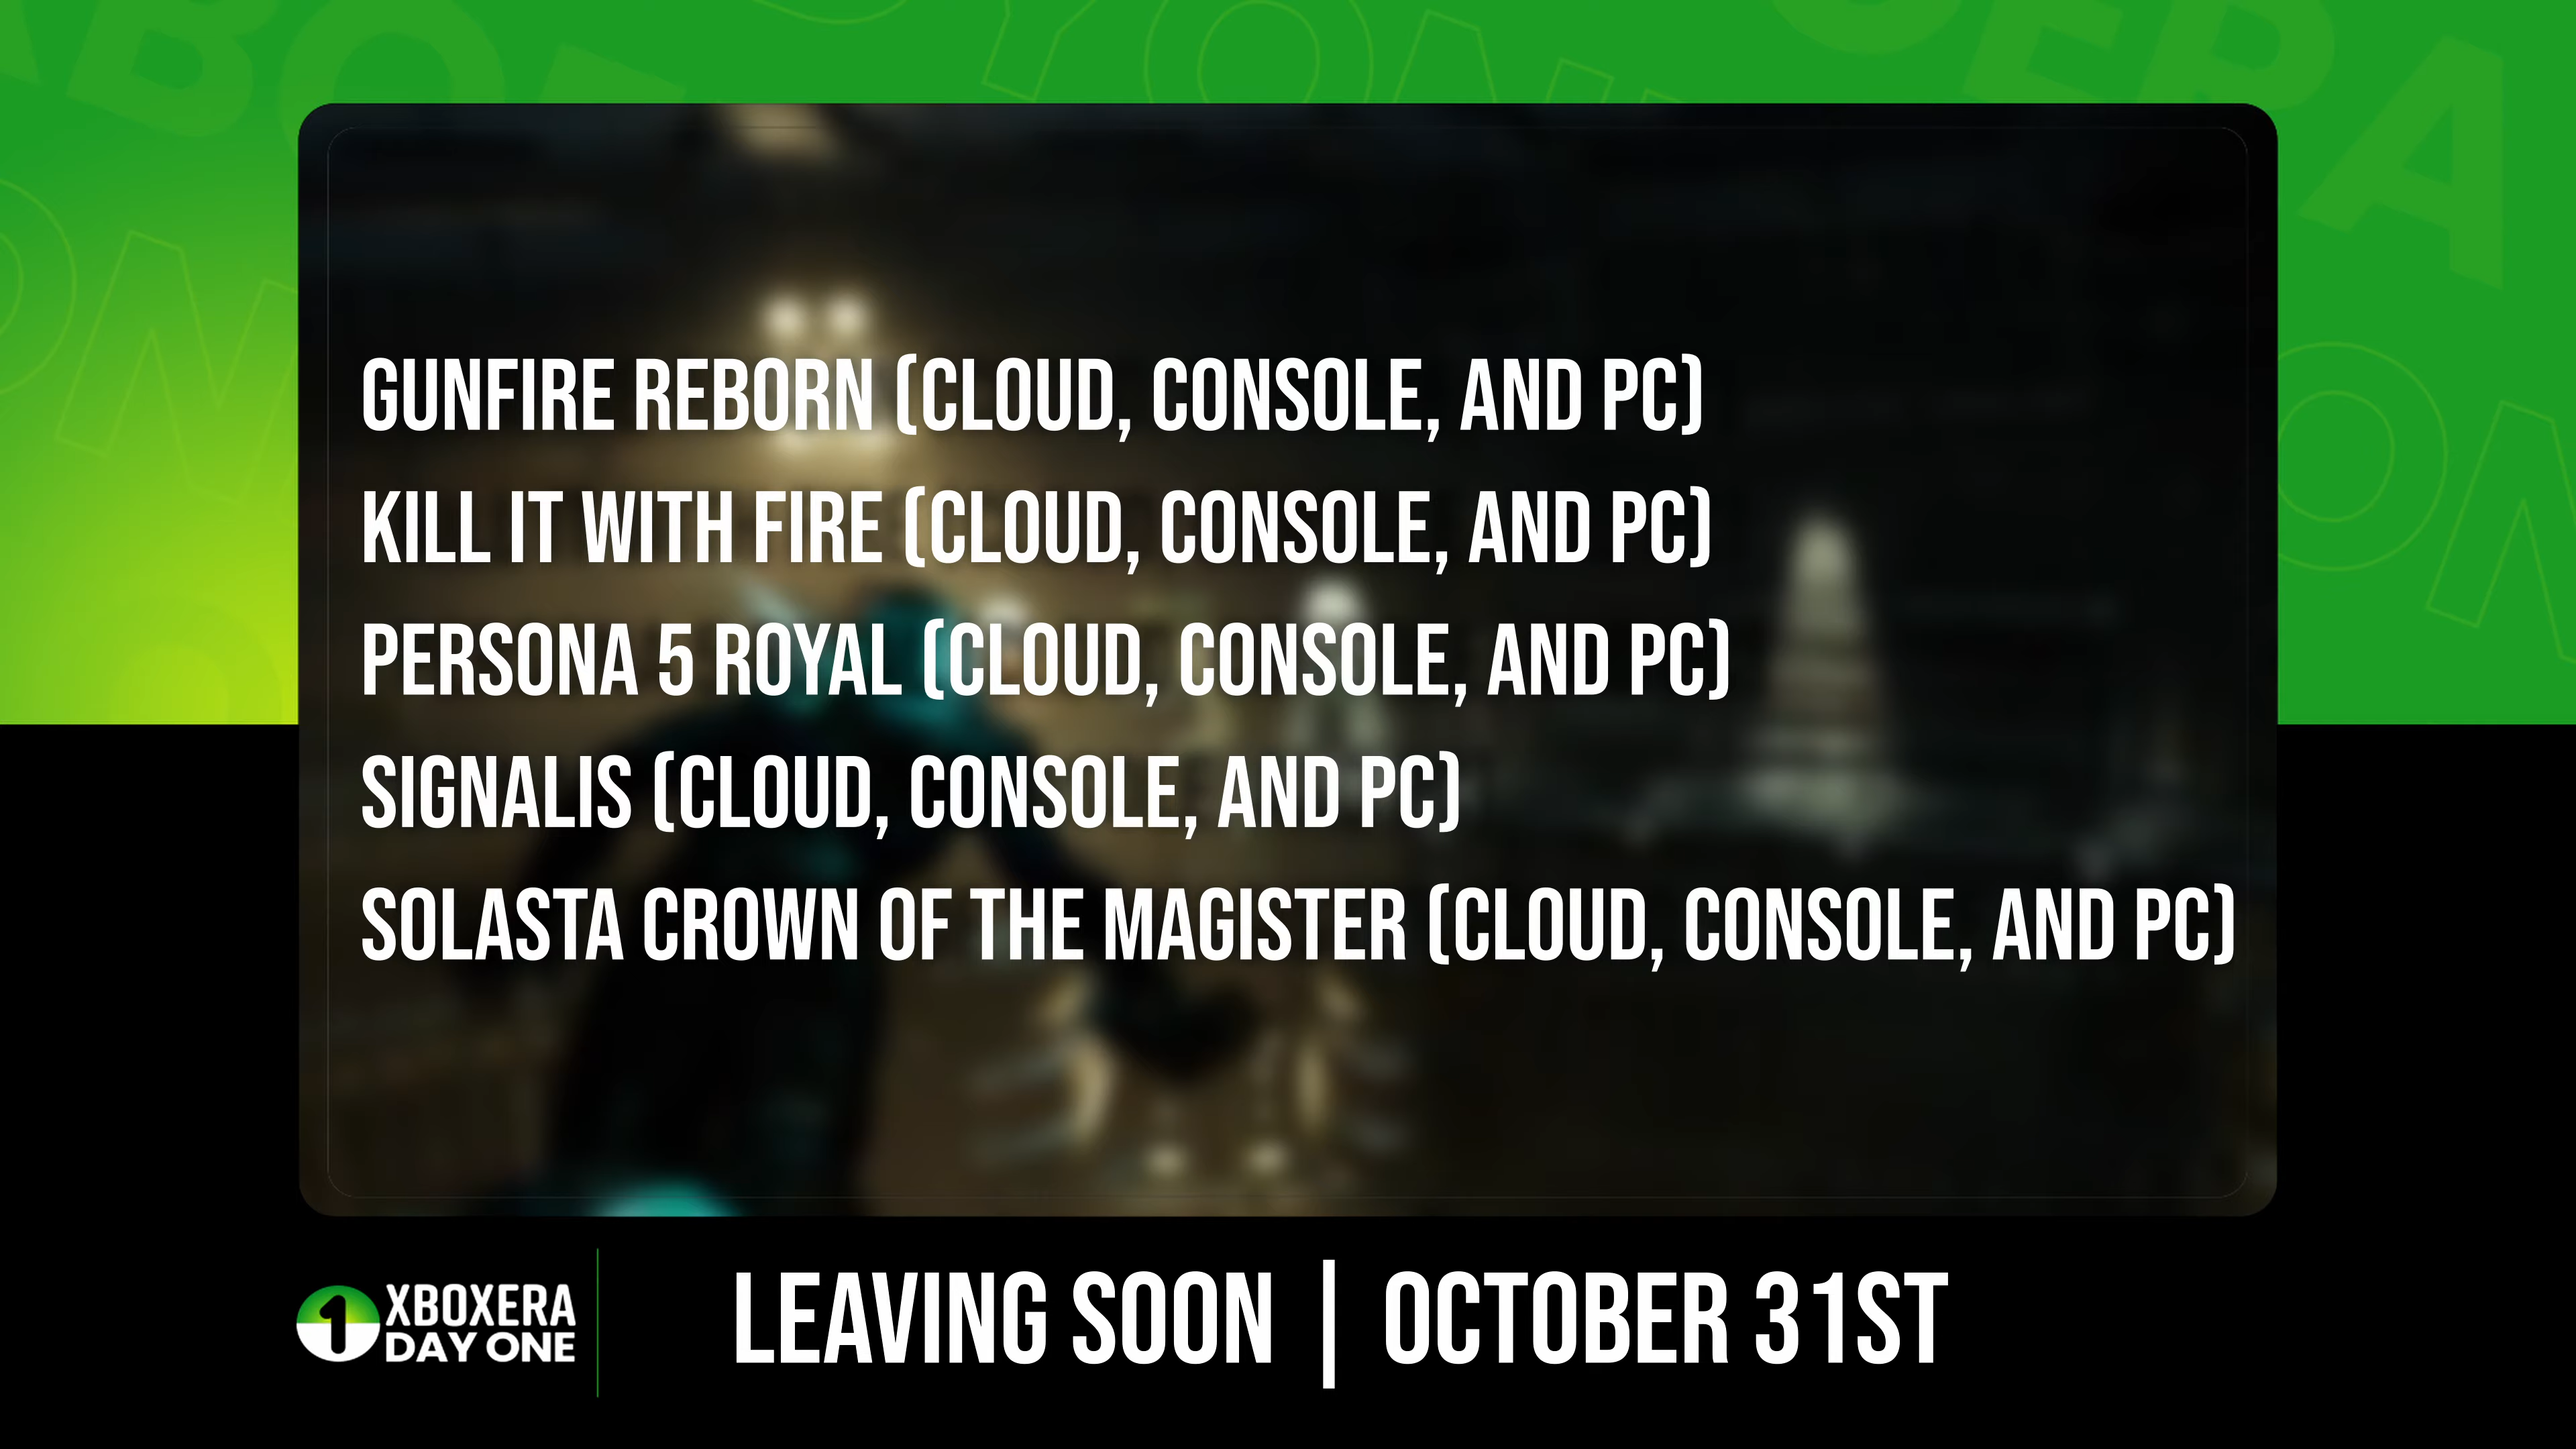 GUNFIRE REBORN (CLOUD, CONSOLE, AND PC)
KILL IT WITH FIRE (CLOUD, CONSOLE, AND PC)
PERSONA 5 ROYAL (CLOUD, CONSOLE, AND PC)
SIGNALIS (CLOUD, CONSOLE, AND PC)
SOLASTA CROWN OF THE MAGISTER (CLOUD, CONSOLE, AND PC)
1 XBOXERA
DAY ONE
LEAVING SOON | OCTOBER 31ST